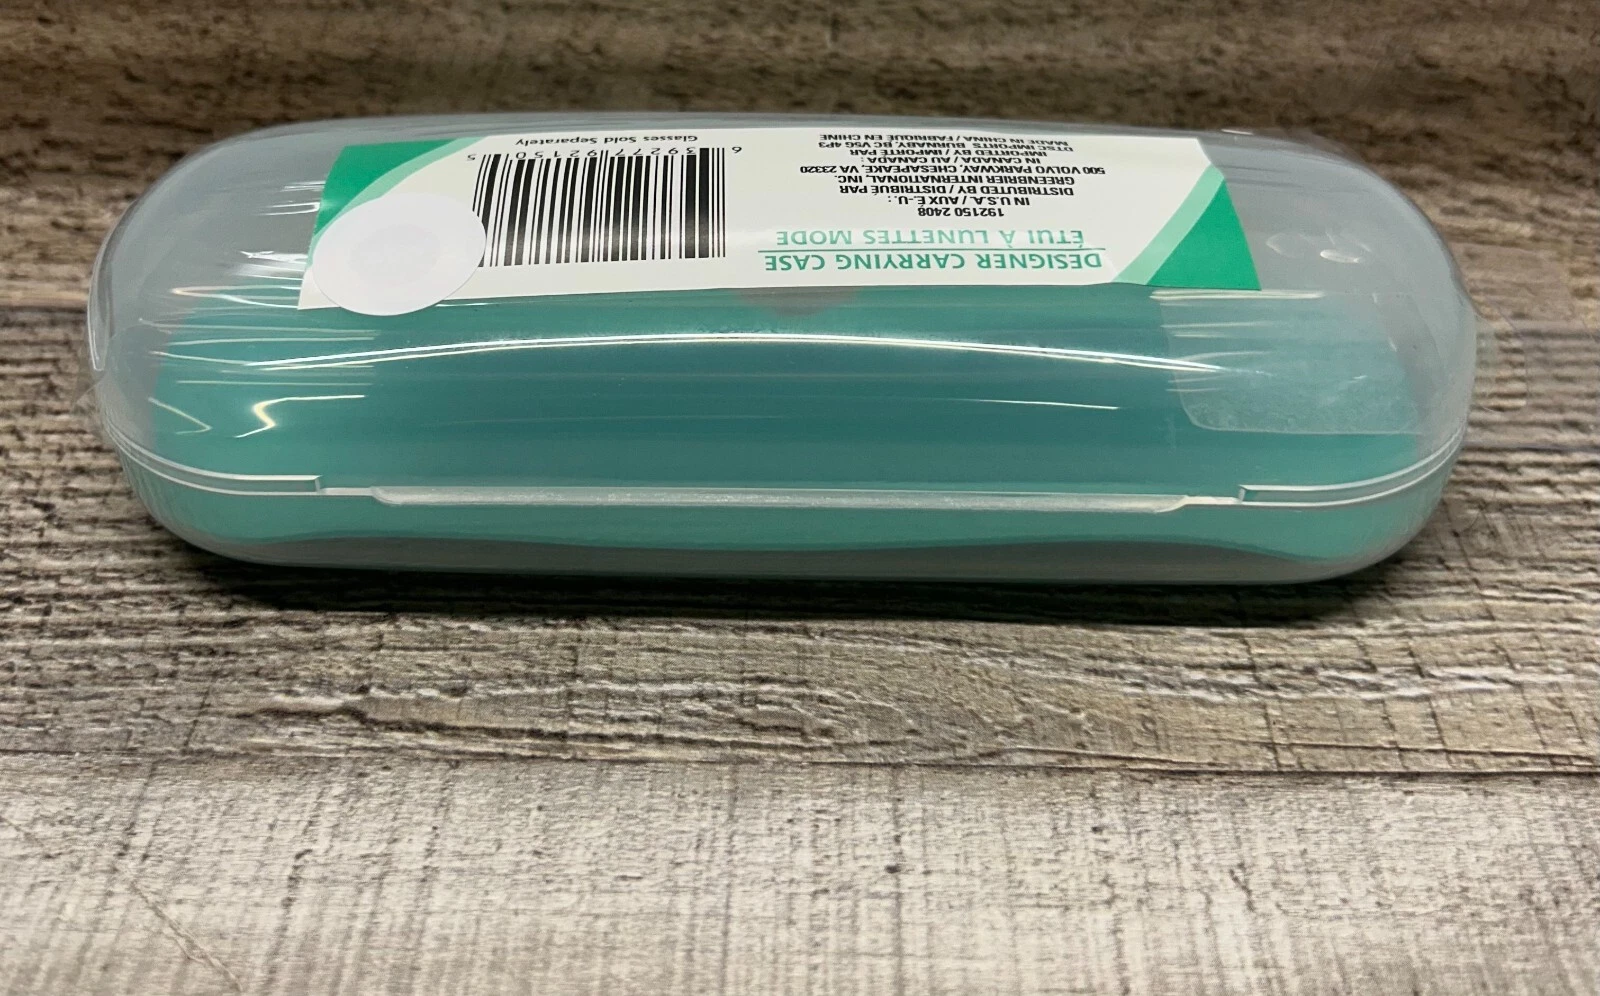 DESIGNER CARRYING CASE
ÉTUI À LUNETTES MODE
192150 2408
IN U.S.A. / AUX É.-U. :
DISTRIBUTED BY / DISTRIBUÉ PAR
GREENBRIER INTERNATIONAL, INC.
500 VOLVO PARKWAY, CHESAPEAKE, VA 23320
IN CANADA / AU CANADA :
IMPORTED BY / IMPORTÉ PAR
DTSC IMPORTS, BURNABY, BC V5G 4P3
MADE IN CHINA / FABRIQUÉ EN CHINE
6 39277 92150 5
Glasses Sold Separately